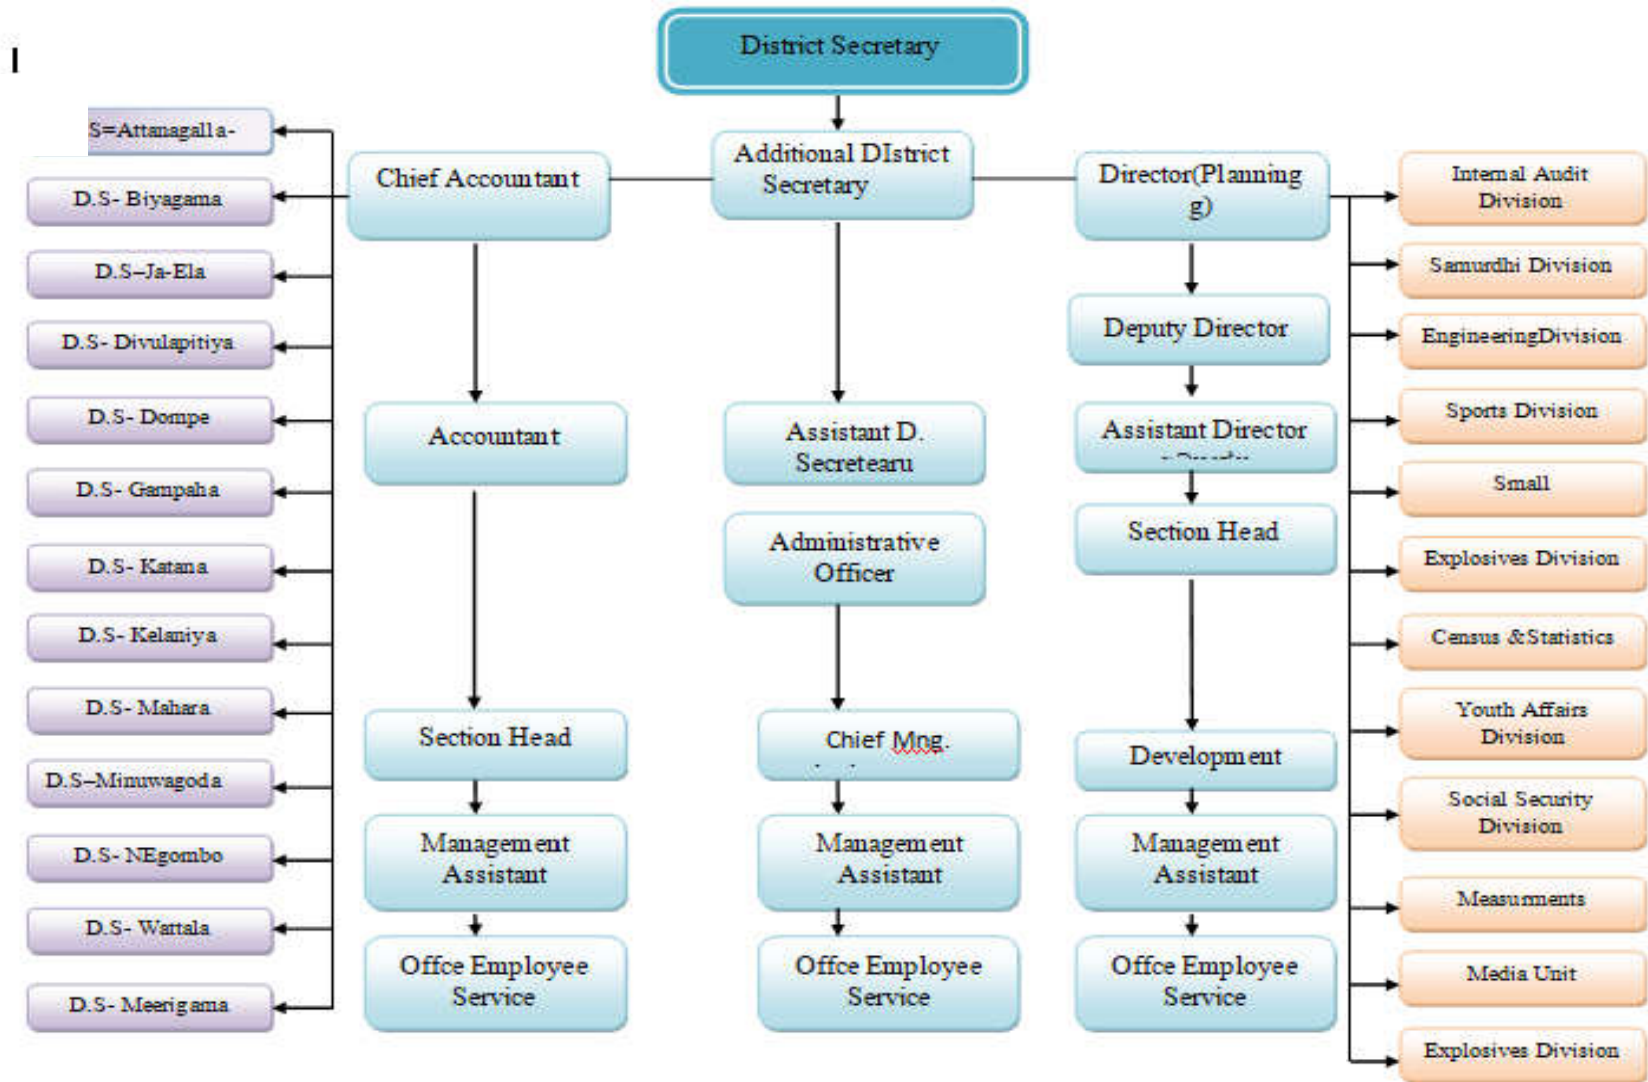 District Secretary
S=Attanagalla-
D.S- Biyagama
D.S–Ja-Ela
D.S- Divulapitiya
D.S- Dompe
D.S- Gampaha
D.S- Katana
D.S- Kelaniya
D.S- Mahara
D.S–Minuwagoda
D.S- NEgombo
D.S- Wattala
D.S- Meerigama
Chief Accountant
Accountant
Section Head
Management
Assistant
Offce Employee
Service
Additional DIstrict
Secretary
Assistant D.
Secretearu
Administrative
Officer
Chief Mng.
Management
Assistant
Offce Employee
Service
Director(Planning
g)
Deputy Director
Assistant Director
Section Head
Development
Management
Assistant
Offce Employee
Service
Internal Audit
Division
Samurdhi Division
EngineeringDivision
Sports Division
Small
Explosives Division
Census &Statistics
Youth Affairs
Division
Social Security
Division
Measurments
Media Unit
Explosives Division